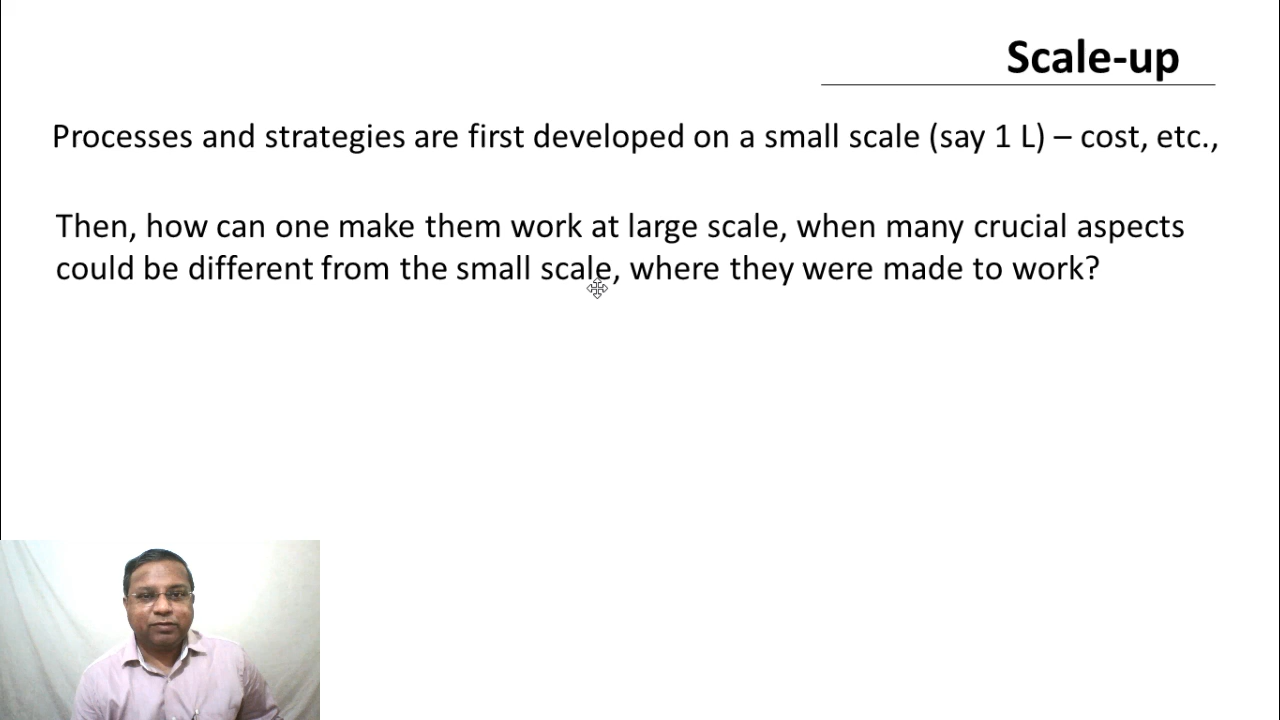 Scale-up
Processes and strategies are first developed on a small scale (say 1 L) – cost, etc.,
Then, how can one make them work at large scale, when many crucial aspects
could be different from the small scale, where they were made to work?